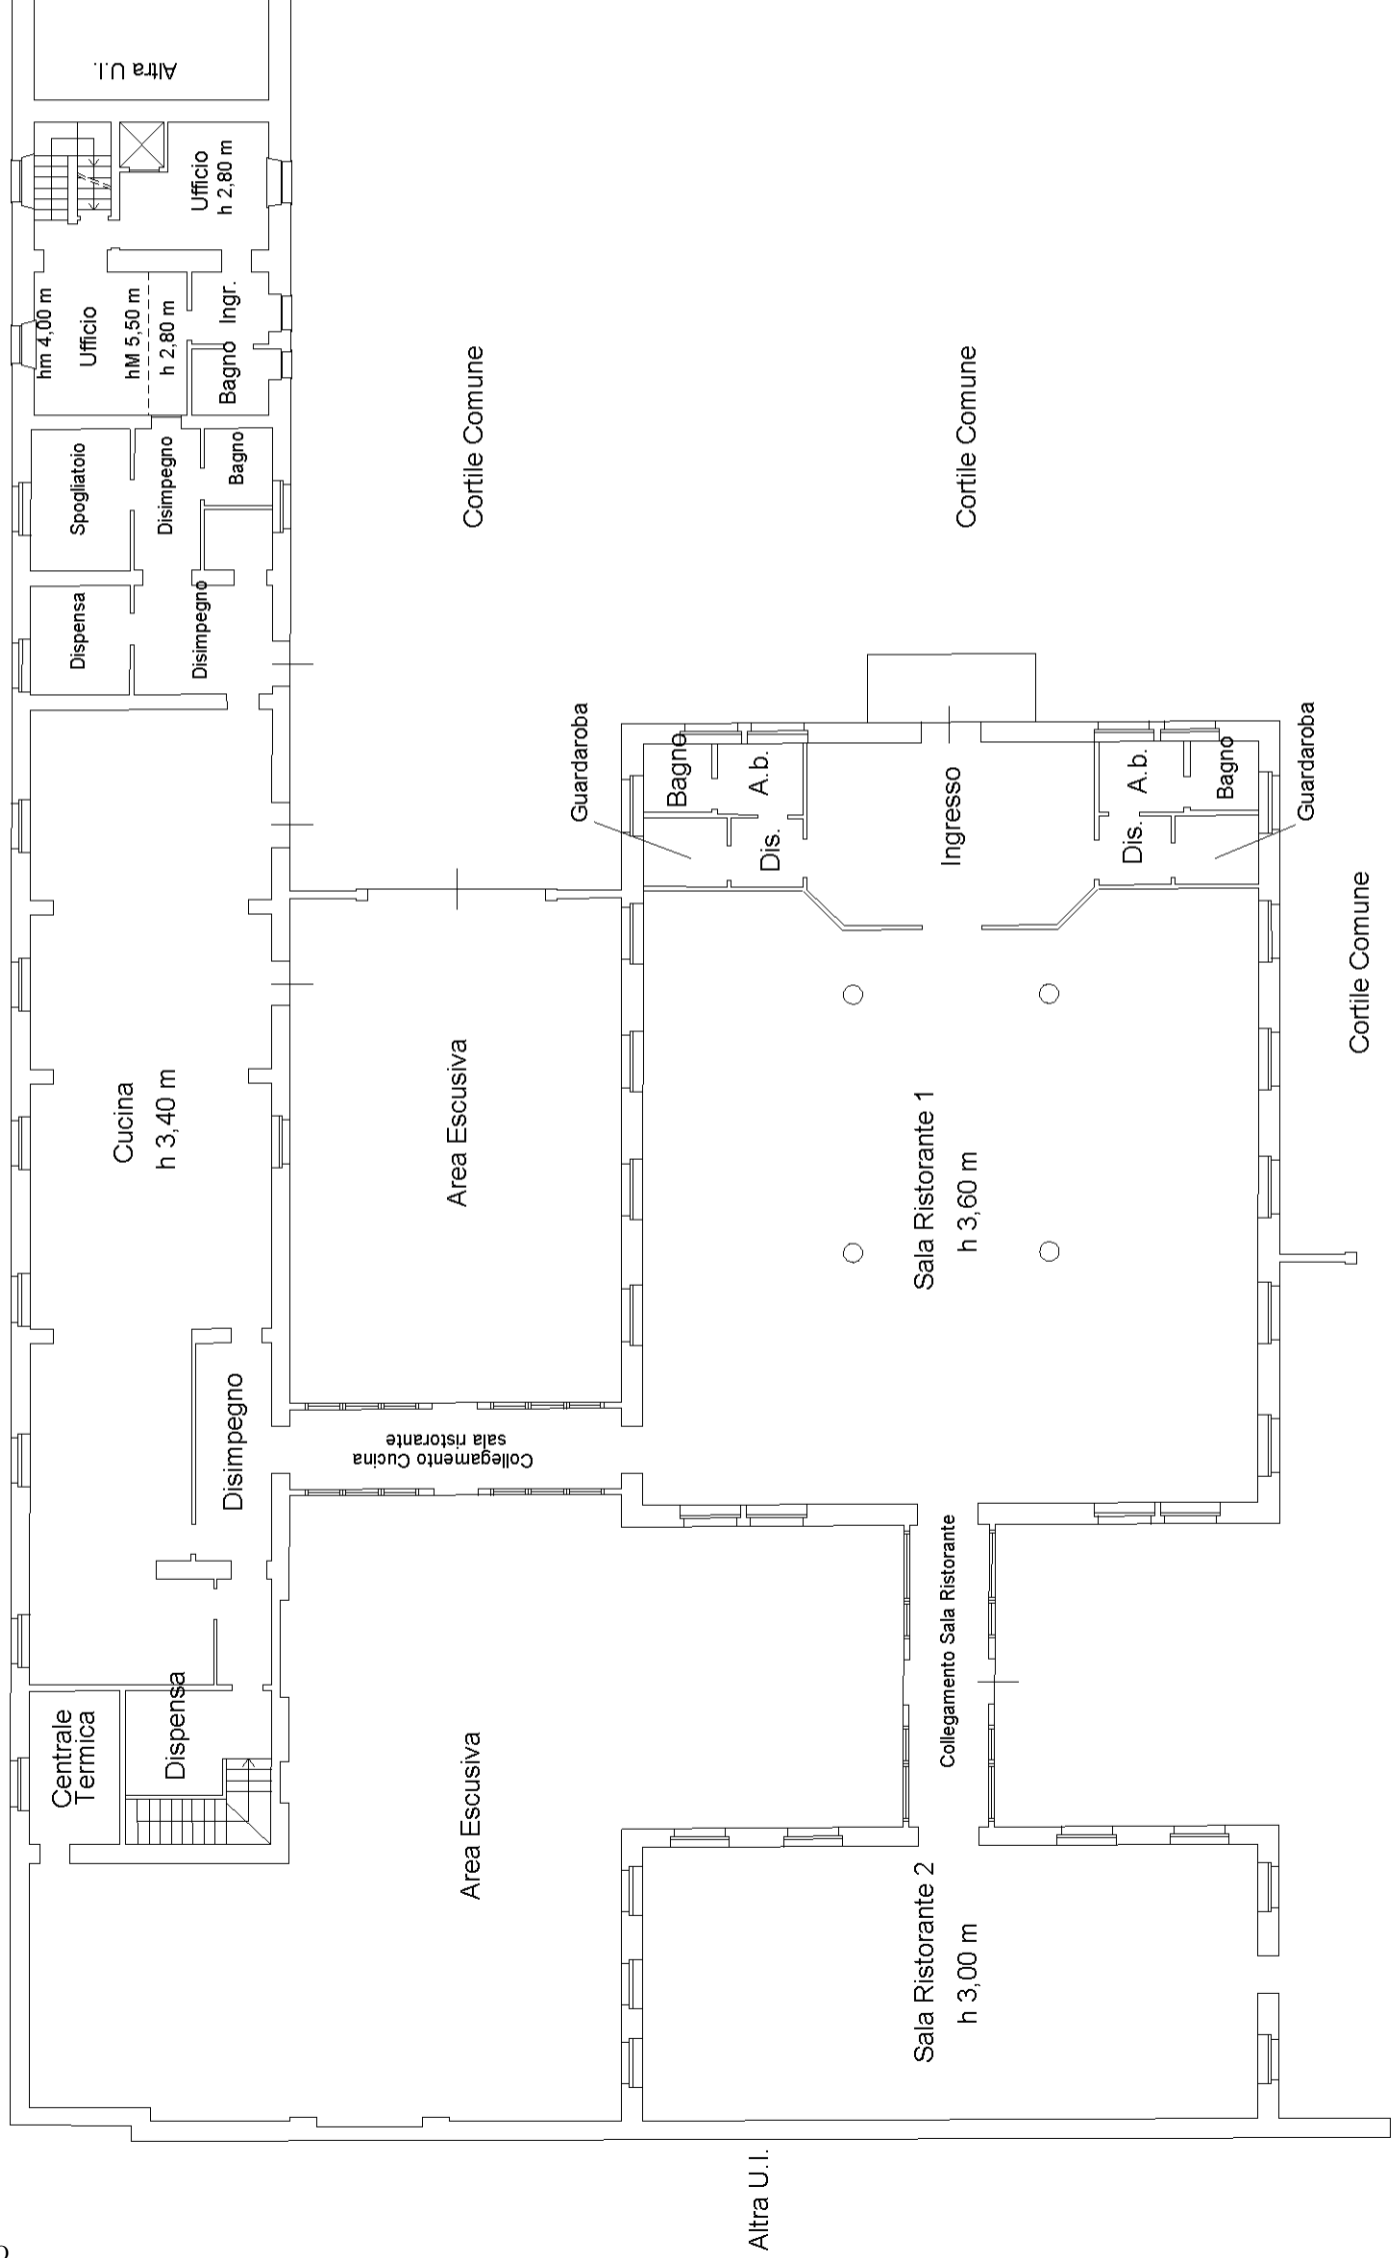 Altra U.I.
Ufficio
h 2,80 m
hm 4,00 m
Ufficio
hM 5,50 m
h 2,80 m
Ingr.
Bagno
Spogliatoio
Disimpegno
Bagno
Dispensa
Disimpegno
Cortile Comune
Cortile Comune
Guardaroba
Bagno
A.b.
Dis.
Ingresso
A.b.
Bagno
Dis.
Guardaroba
Cortile Comune
Cucina
h 3,40 m
Area Escusiva
Sala Ristorante 1
h 3,60 m
Disimpegno
Collegamento Cucina
sala ristorante
Collegamento Sala Ristorante
Centrale
Termica
Dispensa
Area Escusiva
Sala Ristorante 2
h 3,00 m
Altra U.I.